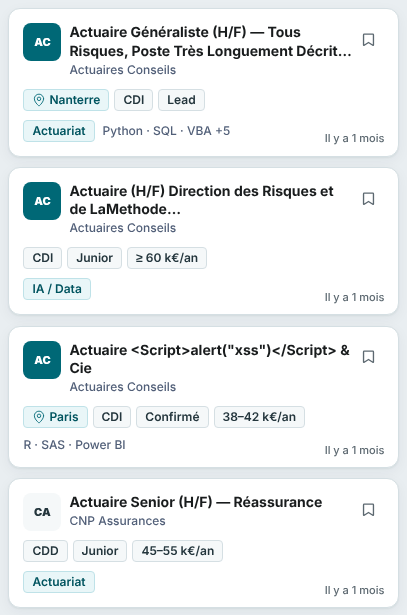 AC
Actuaire Généraliste (H/F) — Tous
Risques, Poste Très Longuement Décrit…
Actuaires Conseils
Nanterre CDI Lead
Actuariat Python · SQL · VBA +5
Il y a 1 mois
AC
Actuaire (H/F) Direction des Risques et
de LaMethode…
Actuaires Conseils
CDI Junior ≥ 60 k€/an
IA / Data
Il y a 1 mois
AC
Actuaire <Script>alert("xss")</Script> &
Cie
Actuaires Conseils
Paris CDI Confirmé 38–42 k€/an
R · SAS · Power BI
Il y a 1 mois
CA
Actuaire Senior (H/F) — Réassurance
CNP Assurances
CDD Junior 45–55 k€/an
Actuariat
Il y a 1 mois